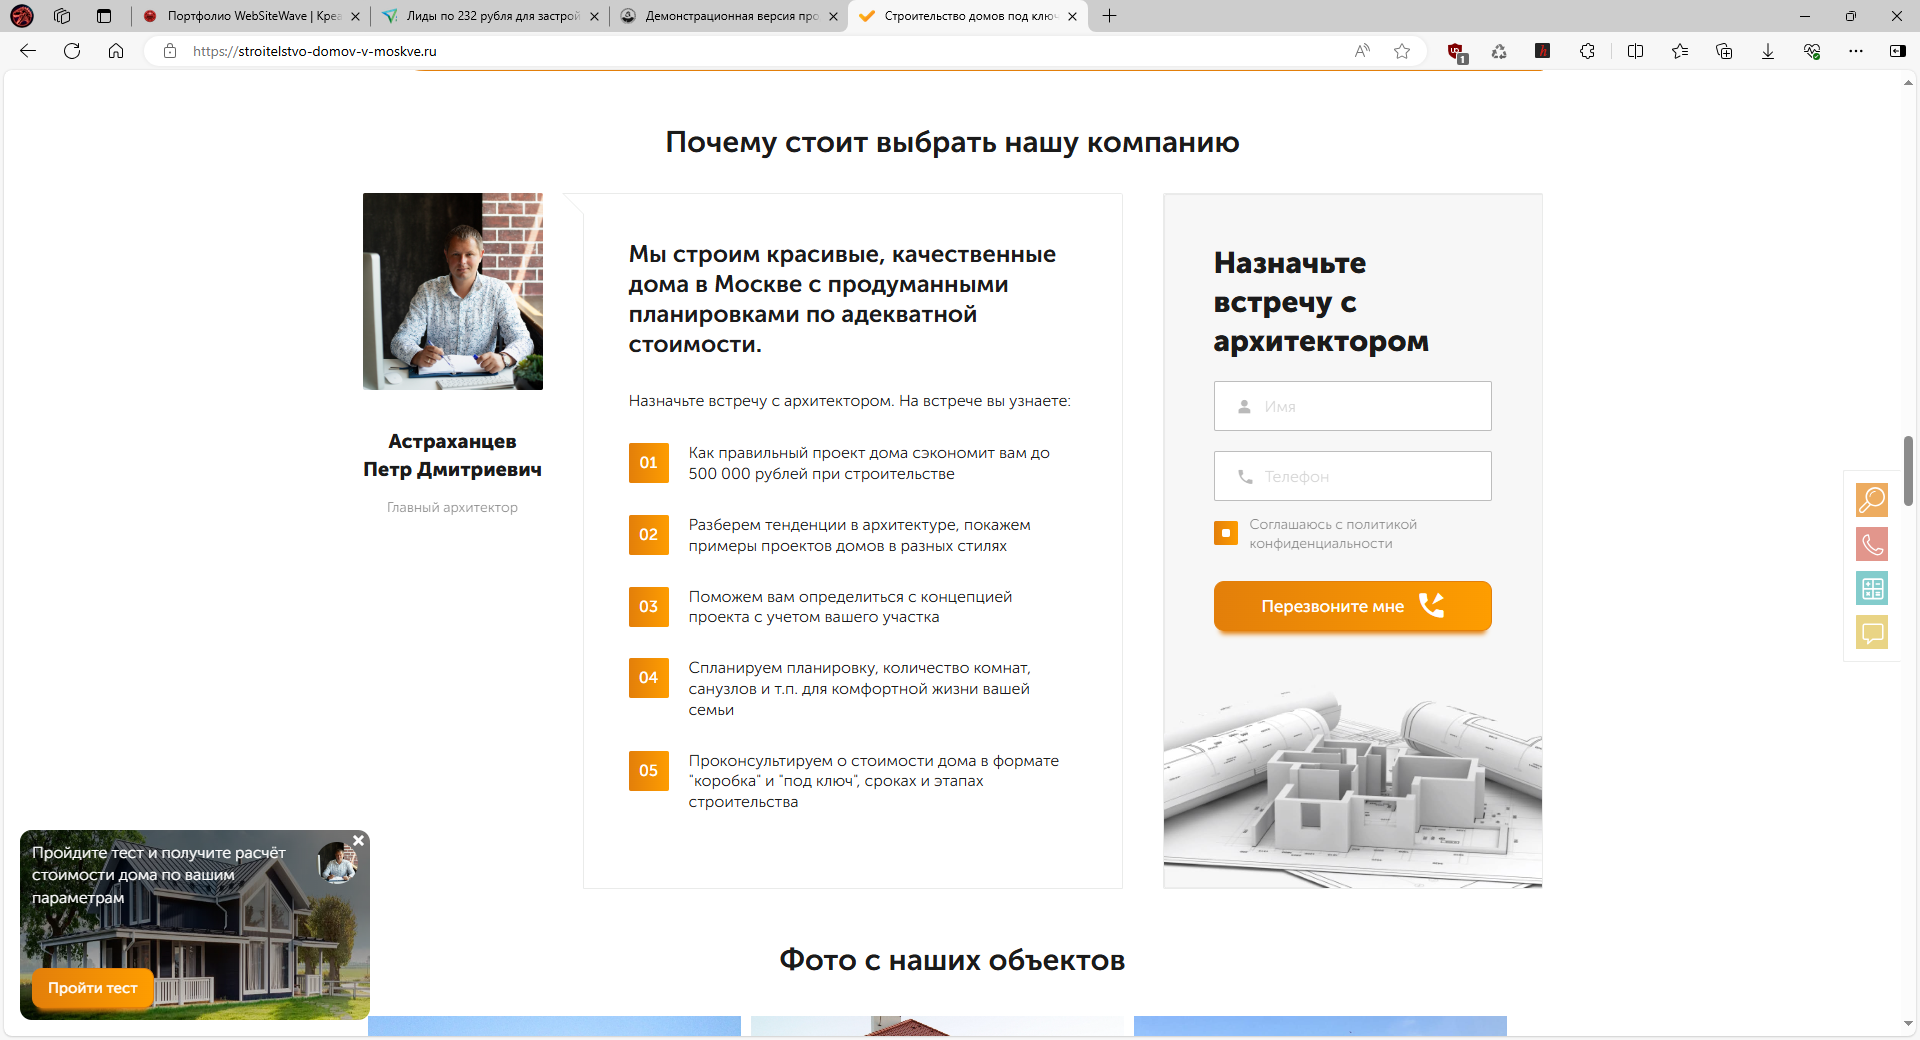 Портфолио WebSiteWave | Креа
Лиды по 232 рубля для застрой
Демонстрационная версия про
Строительство домов под ключ
https://stroitelstvo-domov-v-moskve.ru
1
Почему стоит выбрать нашу компанию
Мы строим красивые, качественные
дома в Москве с продуманными
планировками по адекватной
стоимости.
Назначьте встречу с архитектором. На встрече вы узнаете:
01
Как правильный проект дома сэкономит вам до
500 000 рублей при строительстве
02
Разберем тенденции в архитектуре, покажем
примеры проектов домов в разных стилях
03
Поможем вам определиться с концепцией
проекта с учетом вашего участка
04
Спланируем планировку, количество комнат,
санузлов и т.п. для комфортной жизни вашей
семьи
05
Проконсультируем о стоимости дома в формате
"коробка" и "под ключ", сроках и этапах
строительства
Астраханцев
Петр Дмитриевич
Главный архитектор
Назначьте
встречу с
архитектором
Имя
Телефон
Соглашаюсь с политикой
конфиденциальности
Перезвоните мне
Пройдите тест и получите расчёт
стоимости дома по вашим
параметрам
Пройти тест
Фото с наших объектов